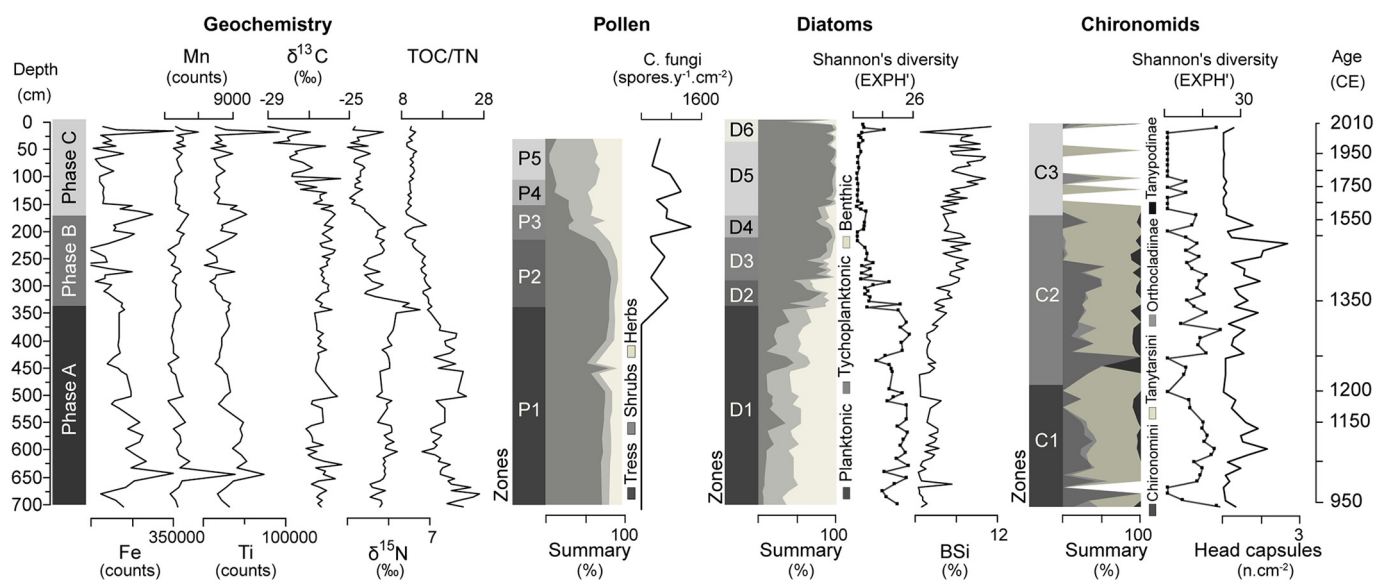 Geochemistry
Pollen
Diatoms
Chironomids
Depth
(cm)
Mn
(counts)
9000
δ13C
(‰)
-29
-25
TOC/TN
8
28
C. fungi
(spores.y-1.cm-2)
1600
Shannon's diversity
(EXPH')
26
Shannon's diversity
(EXPH')
30
Age
(CE)
0
50
100
150
200
250
300
350
400
450
500
550
600
650
700
Phase C
Phase B
Phase A
P5
P4
P3
P2
P1
Zones
Tress
Shrubs
Herbs
D6
D5
D4
D3
D2
D1
Zones
Planktonic
Tychoplanktonic
Benthic
C3
C2
C1
Zones
Chironomini
Tanytarsini
Orthocladiinae
Tanypodinae
2010
1950
1750
1550
1350
1200
1150
950
Fe
(counts)
350000
Ti
(counts)
100000
δ15N
(‰)
7
100
Summary
(%)
100
Summary
(%)
BSi
12
100
Summary
(%)
Head capsules
(n.cm-2)
3